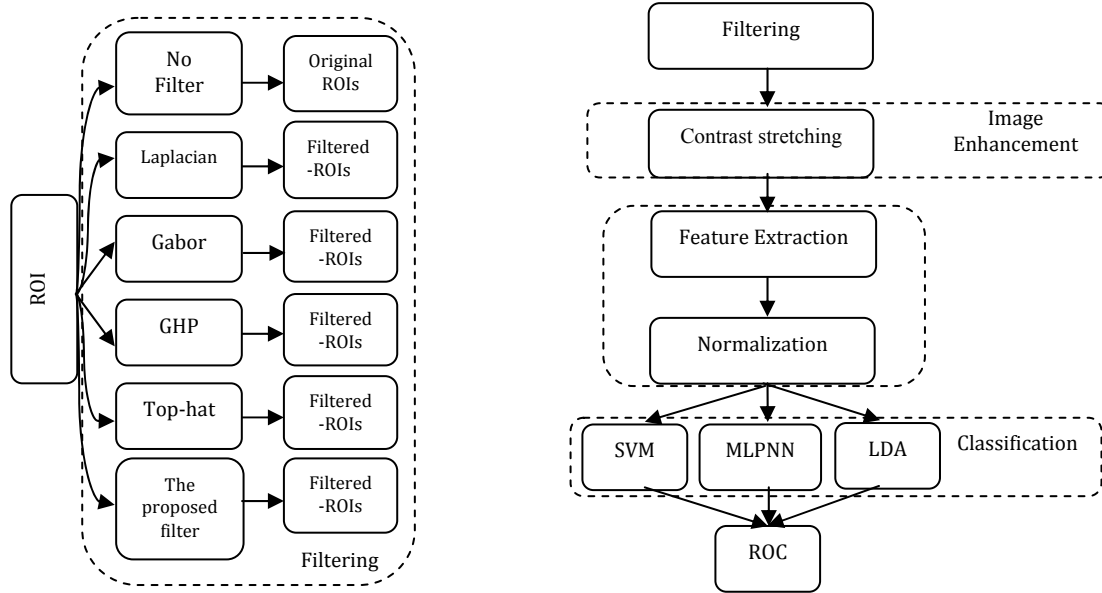 ROI
No
Filter
Original
ROIs
Laplacian
Filtered
-ROIs
Gabor
Filtered
-ROIs
GHP
Filtered
-ROIs
Top-hat
Filtered
-ROIs
The
proposed
filter
Filtered
-ROIs
Filtering
Filtering
Contrast stretching
Image
Enhancement
Feature Extraction
Normalization
SVM
MLPNN
LDA
Classification
ROC